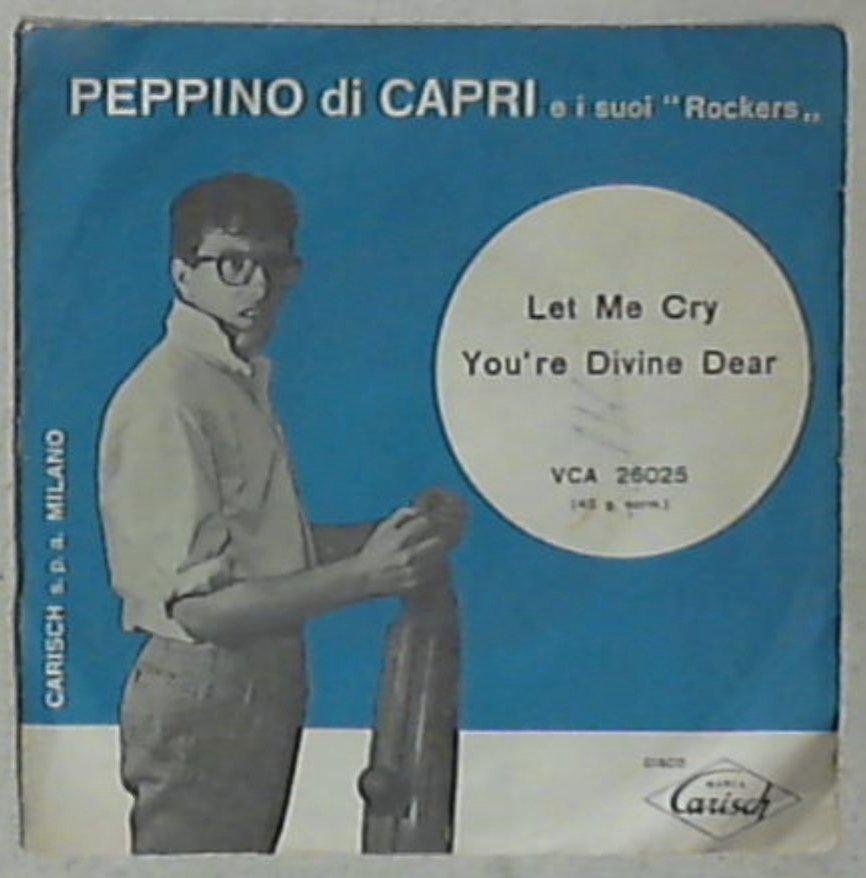 PEPPINO di CAPRI e i suoi "Rockers„
Let Me Cry
You're Divine Dear
VCA 26025
(45 g. norm.)
CARISCH s.p.a. MILANO
DISCO
MARCA
Carisch